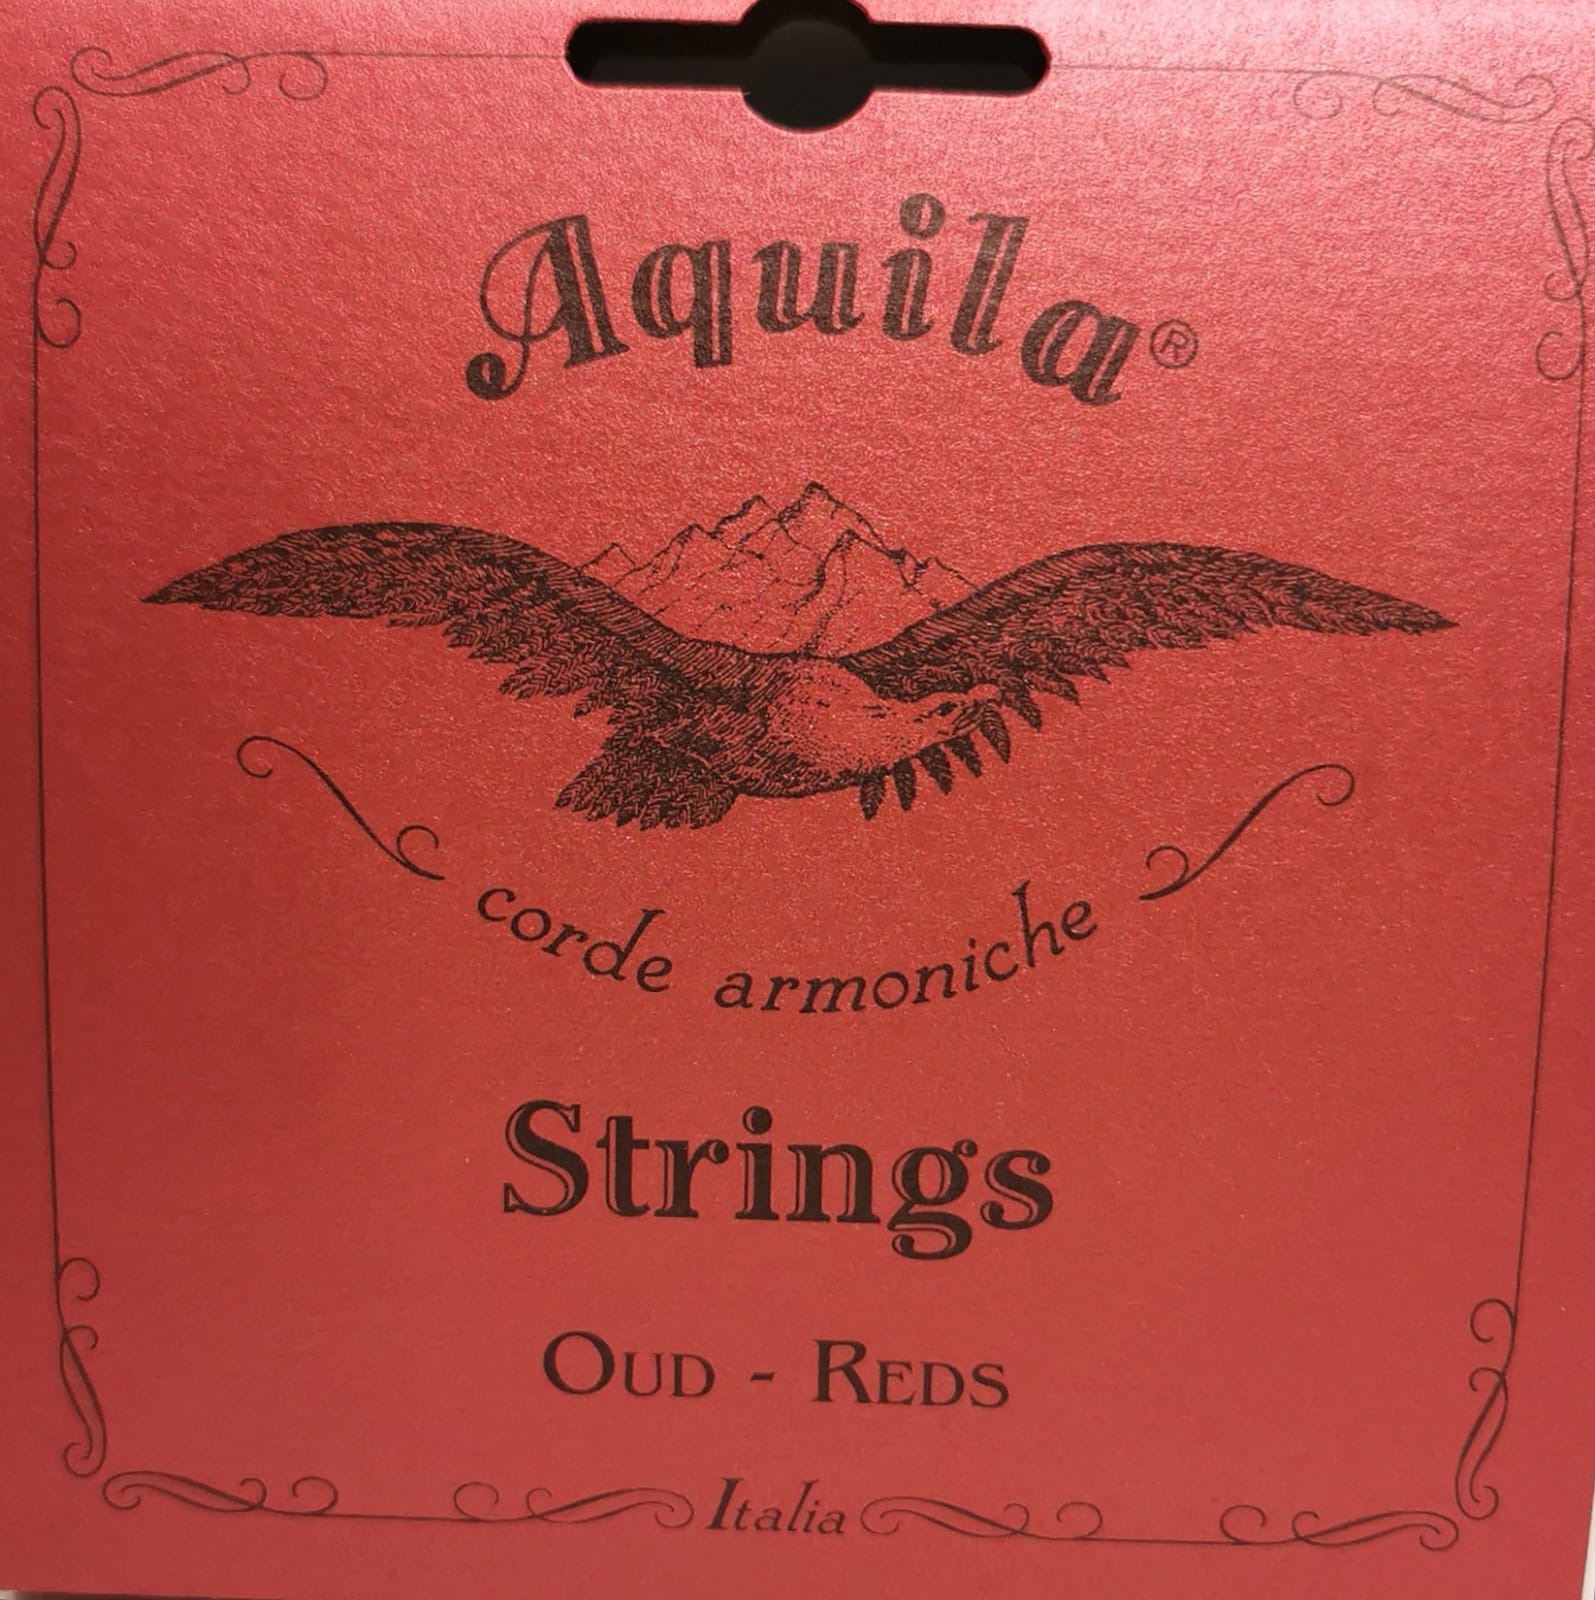 Aquila®
corde armoniche
Strings
OUD - REDS
Italia